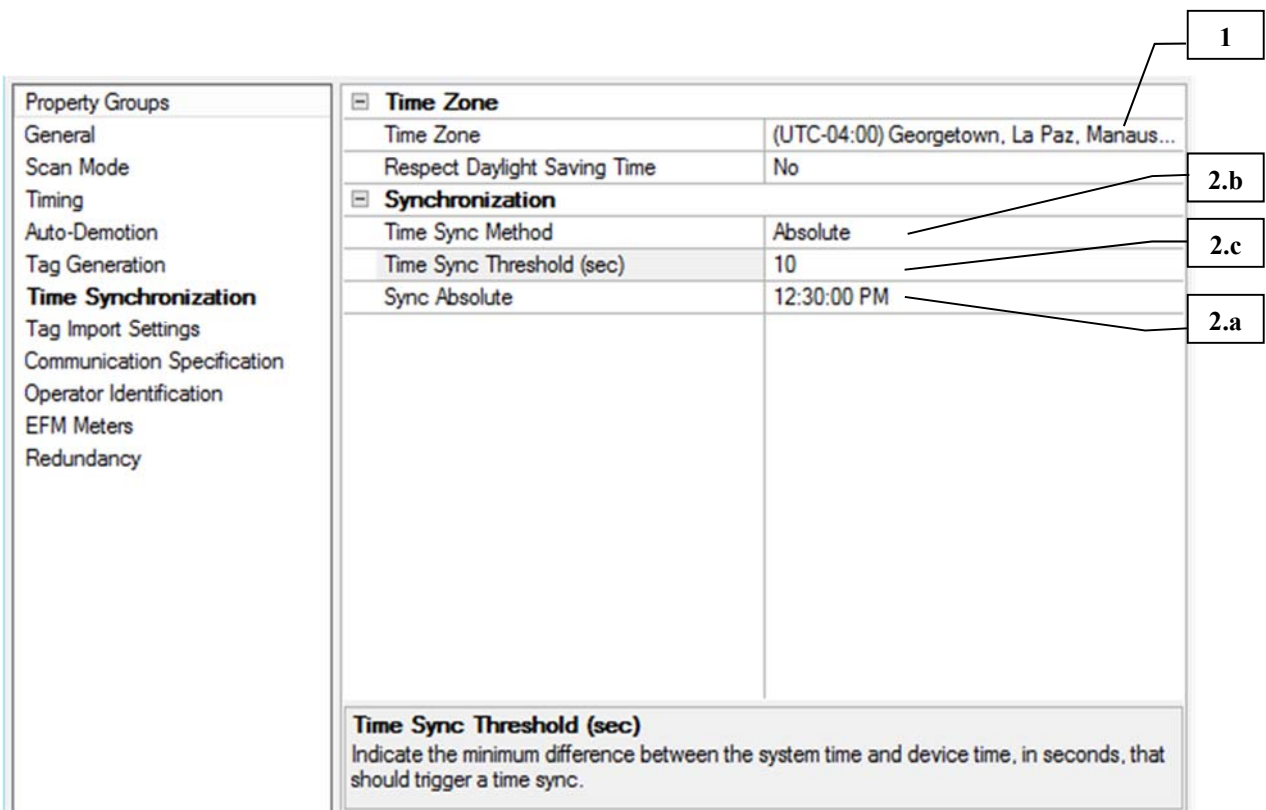 1
Property Groups
General
Scan Mode
Timing
Auto-Demotion
Tag Generation
Time Synchronization
Tag Import Settings
Communication Specification
Operator Identification
EFM Meters
Redundancy
Time Zone
Time Zone (UTC-04:00) Georgetown, La Paz, Manaus...
Respect Daylight Saving Time No
Synchronization
Time Sync Method Absolute
Time Sync Threshold (sec) 10
Sync Absolute 12:30:00 PM
2.b
2.c
2.a
Time Sync Threshold (sec)
Indicate the minimum difference between the system time and device time, in seconds, that
should trigger a time sync.